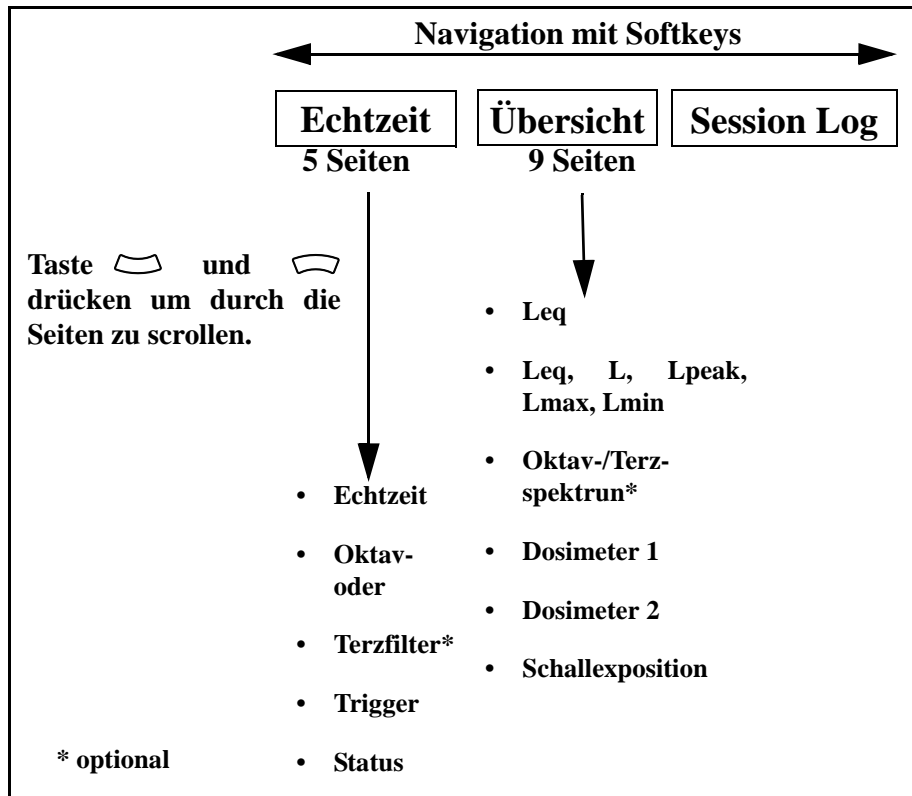 Navigation mit Softkeys
Echtzeit
5 Seiten
Übersicht
9 Seiten
Session Log
Taste und
drücken um durch die
Seiten zu scrollen.
• Echtzeit
• Oktav-
oder
• Terzfilter*
• Trigger
• Status
• Leq
• Leq, L, Lpeak,
Lmax, Lmin
• Oktav-/Terz-
spektrun*
• Dosimeter 1
• Dosimeter 2
• Schallexposition
* optional